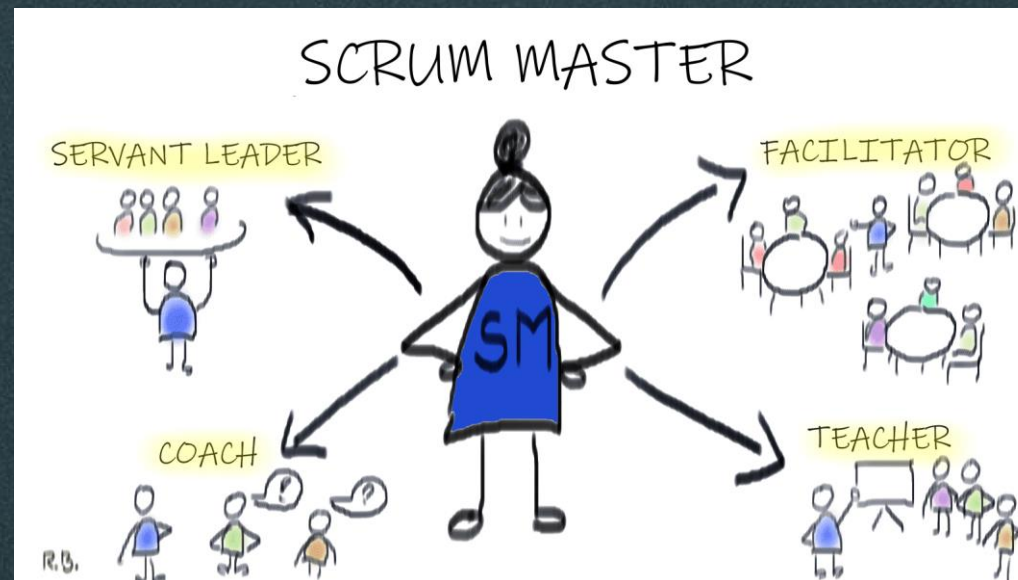 SCRUM MASTER
SERVANT LEADER
FACILITATOR
SM
COACH
! ?
TEACHER
R.B.